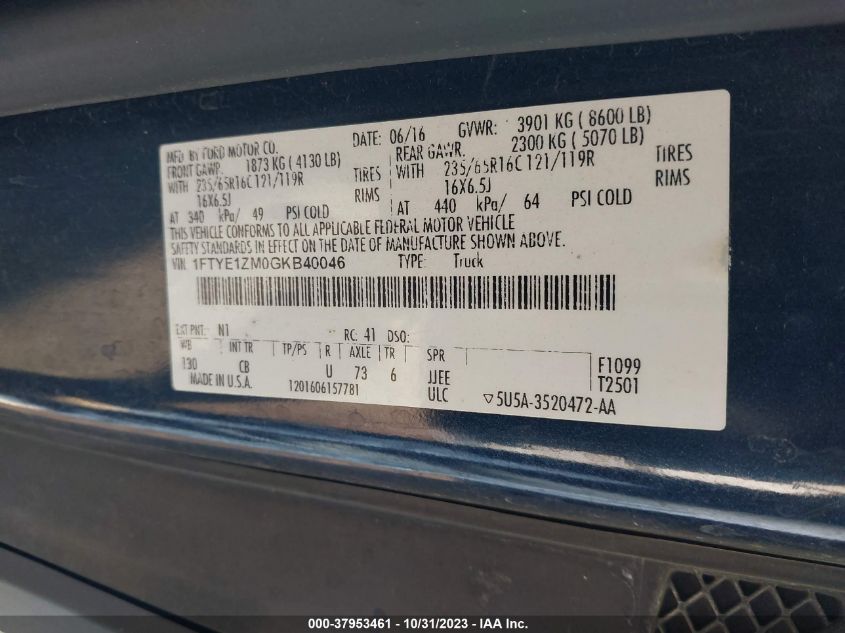 MFD. BY FORD MOTOR CO. DATE: 06/16 GVWR: 3901 KG ( 8600 LB)
FRONT GAWR: 1873 KG ( 4130 LB) REAR GAWR: 2300 KG ( 5070 LB)
WITH 235/65R16C 121/119R TIRES WITH 235/65R16C 121/119R TIRES
16X6.5J RIMS 16X6.5J RIMS
AT 340 kPa/ 49 PSI COLD AT 440 kPa/ 64 PSI COLD
THIS VEHICLE CONFORMS TO ALL APPLICABLE FEDERAL MOTOR VEHICLE
SAFETY STANDARDS IN EFFECT ON THE DATE OF MANUFACTURE SHOWN ABOVE.
VIN: 1FTYE1ZM0GKB40046 TYPE: Truck
EXT PNT: N1 RC: 41 DSO:
WB INT TR TP/PS R AXLE TR SPR
130 CB U 73 6 JJEE F1099
MADE IN U.S.A. 1201606157781 ULC T2501
5U5A-3520472-AA
000-37953461 - 10/31/2023 - IAA Inc.